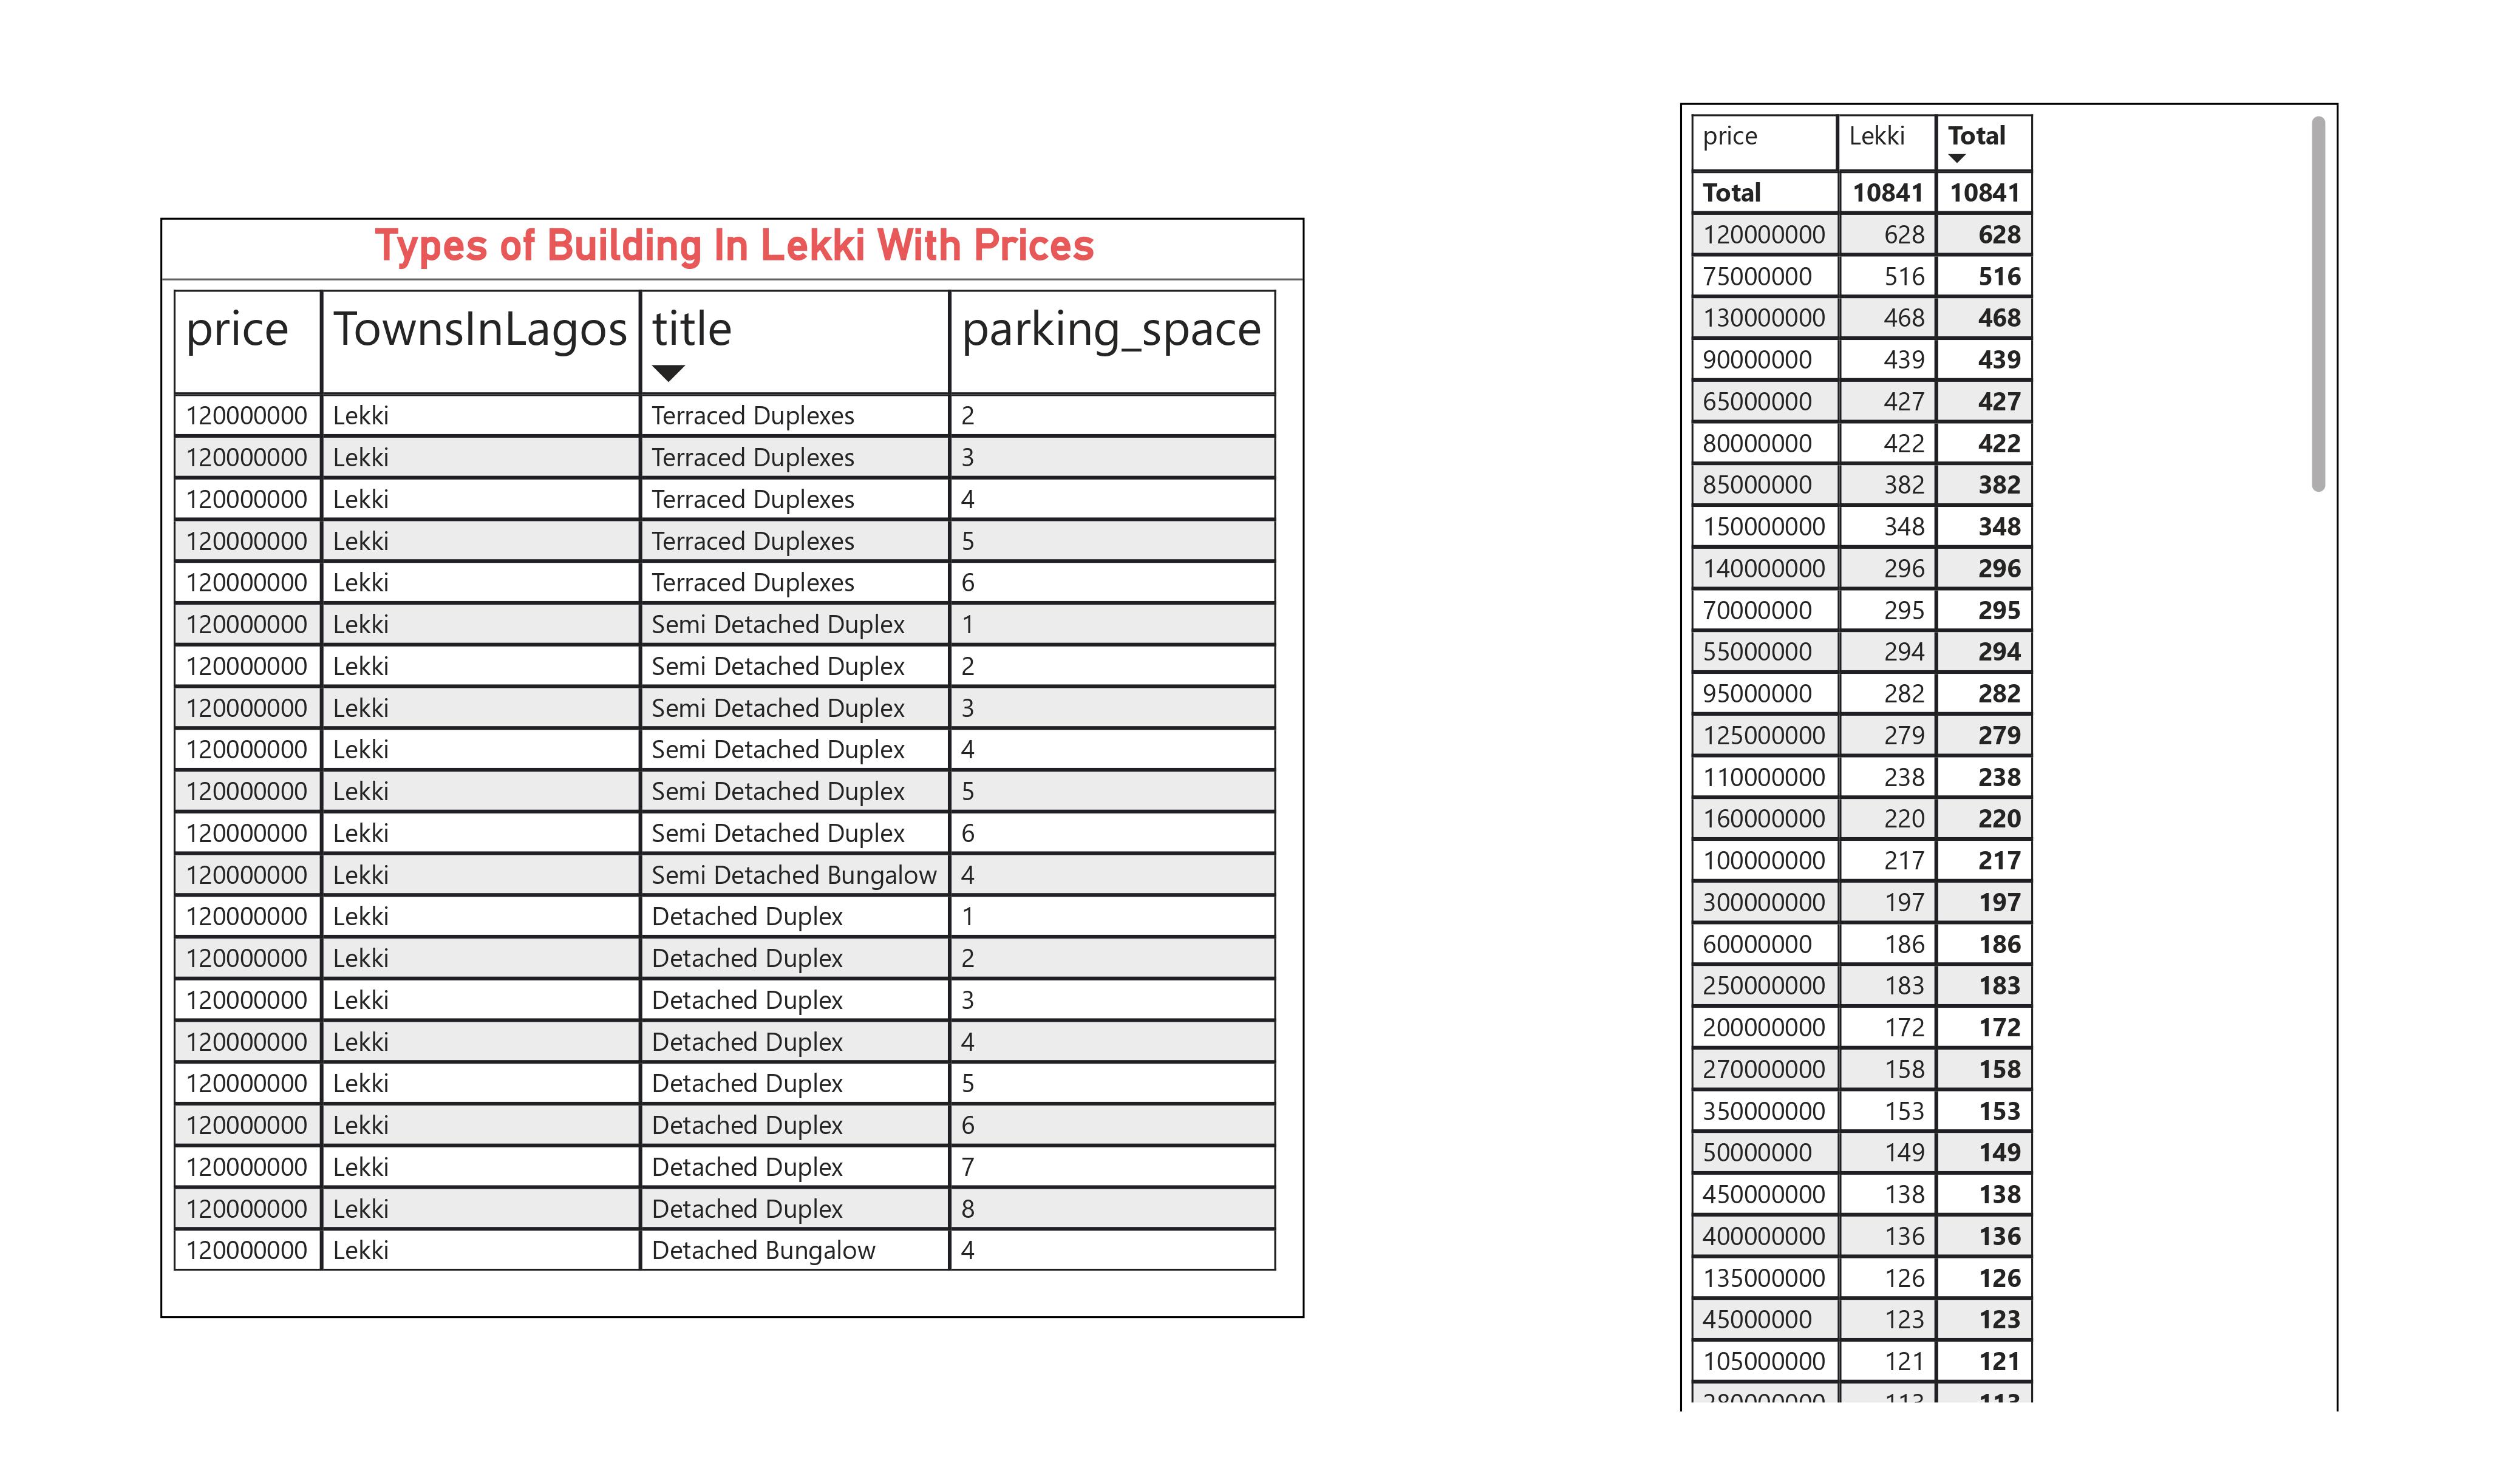 Types of Building In Lekki With Prices
price TownsInLagos title parking_space
120000000 Lekki Terraced Duplexes 2
120000000 Lekki Terraced Duplexes 3
120000000 Lekki Terraced Duplexes 4
120000000 Lekki Terraced Duplexes 5
120000000 Lekki Terraced Duplexes 6
120000000 Lekki Semi Detached Duplex 1
120000000 Lekki Semi Detached Duplex 2
120000000 Lekki Semi Detached Duplex 3
120000000 Lekki Semi Detached Duplex 4
120000000 Lekki Semi Detached Duplex 5
120000000 Lekki Semi Detached Duplex 6
120000000 Lekki Semi Detached Bungalow 4
120000000 Lekki Detached Duplex 1
120000000 Lekki Detached Duplex 2
120000000 Lekki Detached Duplex 3
120000000 Lekki Detached Duplex 4
120000000 Lekki Detached Duplex 5
120000000 Lekki Detached Duplex 6
120000000 Lekki Detached Duplex 7
120000000 Lekki Detached Duplex 8
120000000 Lekki Detached Bungalow 4
price Lekki Total
Total 10841 10841
120000000 628 628
75000000 516 516
130000000 468 468
90000000 439 439
65000000 427 427
80000000 422 422
85000000 382 382
150000000 348 348
140000000 296 296
70000000 295 295
55000000 294 294
95000000 282 282
125000000 279 279
110000000 238 238
160000000 220 220
100000000 217 217
300000000 197 197
60000000 186 186
250000000 183 183
200000000 172 172
270000000 158 158
350000000 153 153
50000000 149 149
450000000 138 138
400000000 136 136
135000000 126 126
45000000 123 123
105000000 121 121